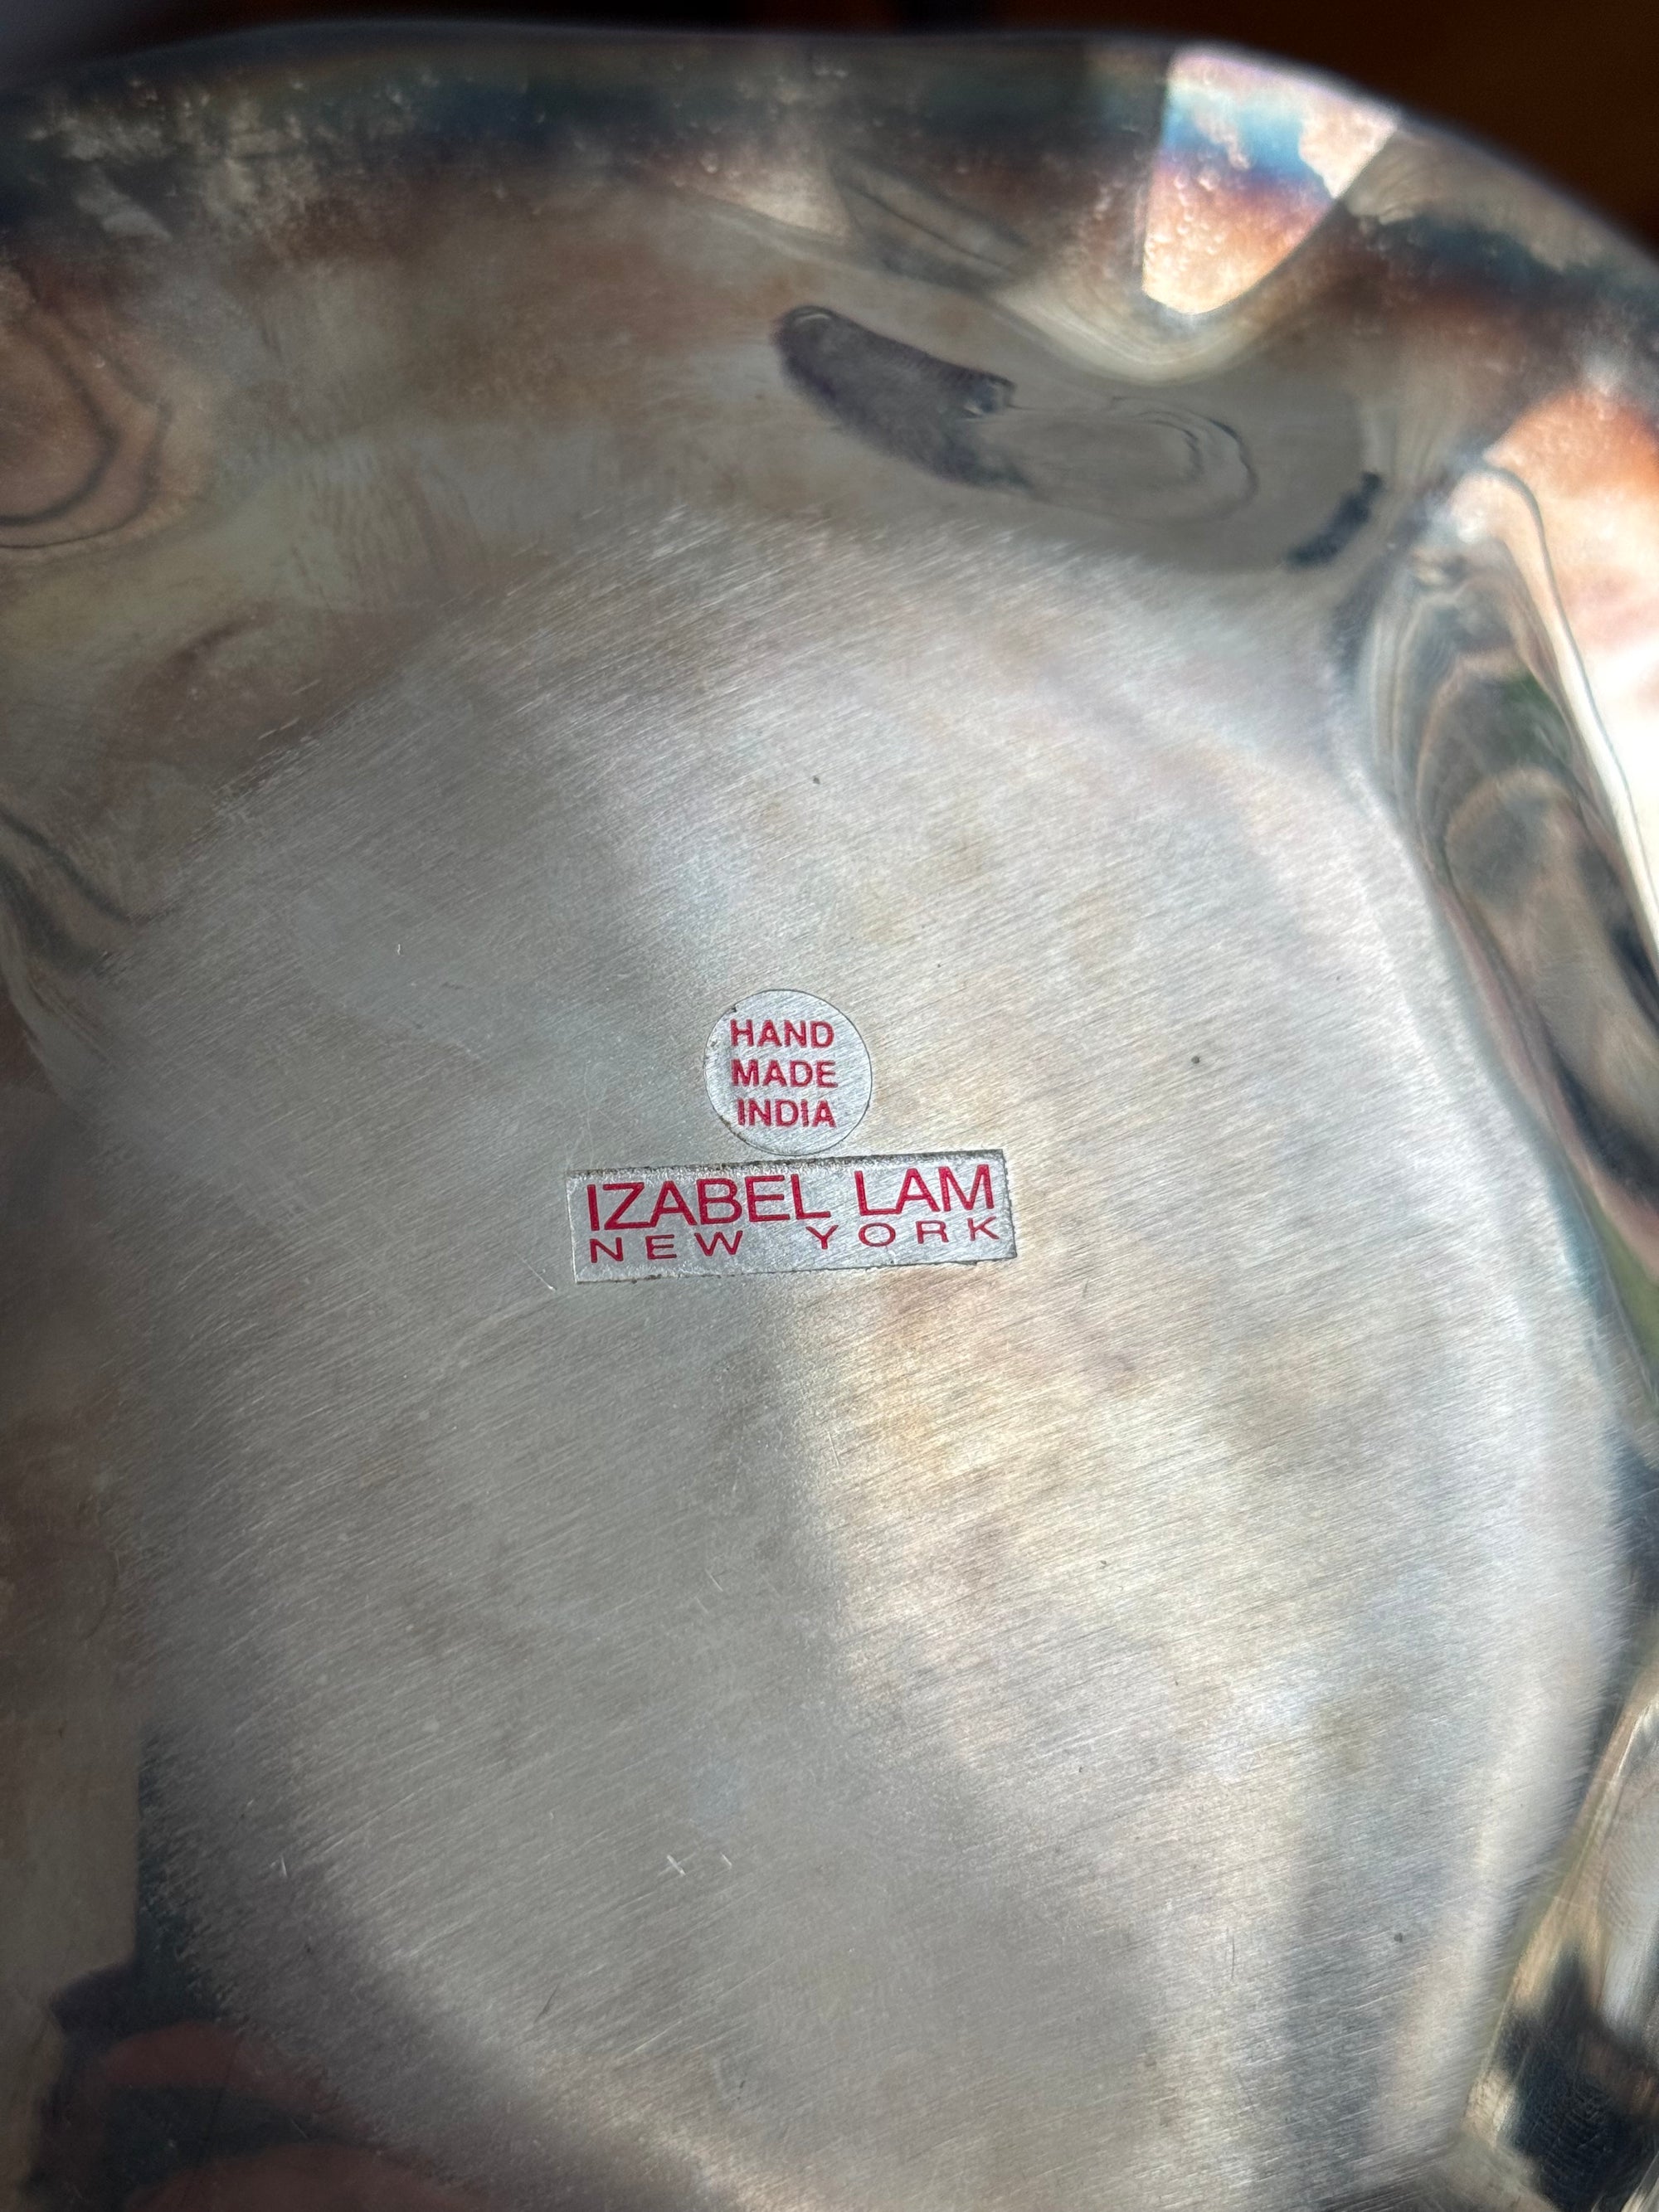 HAND
MADE
INDIA
IZABEL LAM
NEW YORK